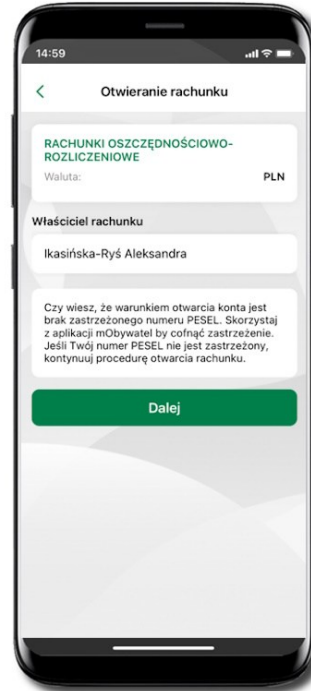 14:59
Otwieranie rachunku
RACHUNKI OSZCZĘDNOŚCIOWO-
ROZLICZENIOWE
Waluta: PLN
Właściciel rachunku
Ikasińska-Ryś Aleksandra
Czy wiesz, że warunkiem otwarcia konta jest
brak zastrzeżonego numeru PESEL. Skorzystaj
z aplikacji mObywatel by cofnąć zastrzeżenie.
Jeśli Twój numer PESEL nie jest zastrzeżony,
kontynuuj procedurę otwarcia rachunku.
Dalej